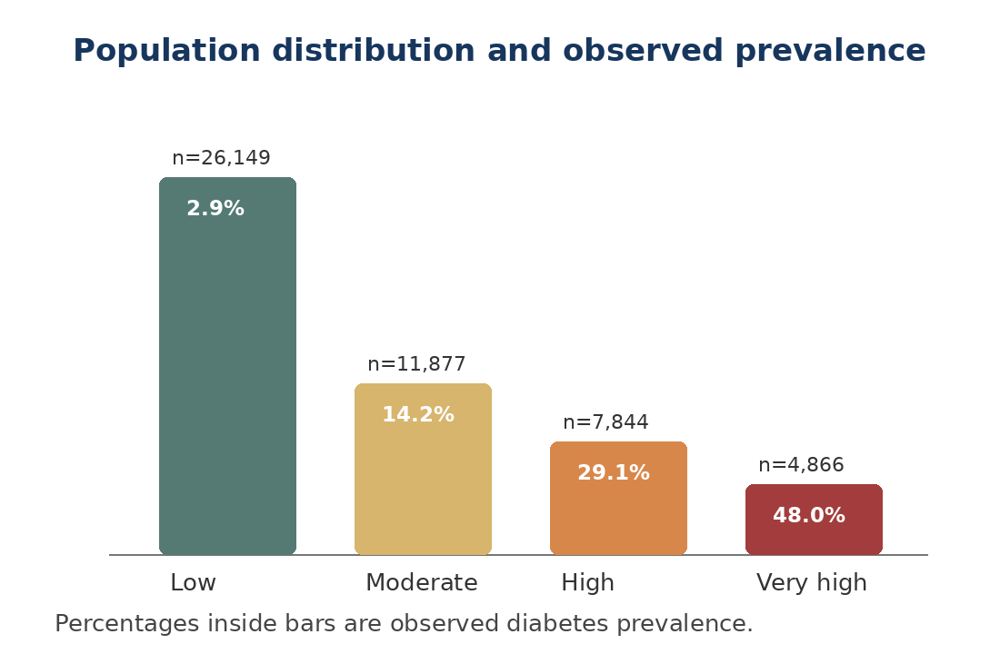 Population distribution and observed prevalence
n=26,149
2.9%
n=11,877
14.2%
n=7,844
29.1%
n=4,866
48.0%
Low
Moderate
High
Very high
Percentages inside bars are observed diabetes prevalence.